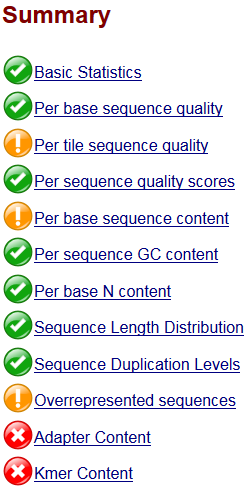 Summary
Basic Statistics
Per base sequence quality
Per tile sequence quality
Per sequence quality scores
Per base sequence content
Per sequence GC content
Per base N content
Sequence Length Distribution
Sequence Duplication Levels
Overrepresented sequences
Adapter Content
Kmer Content